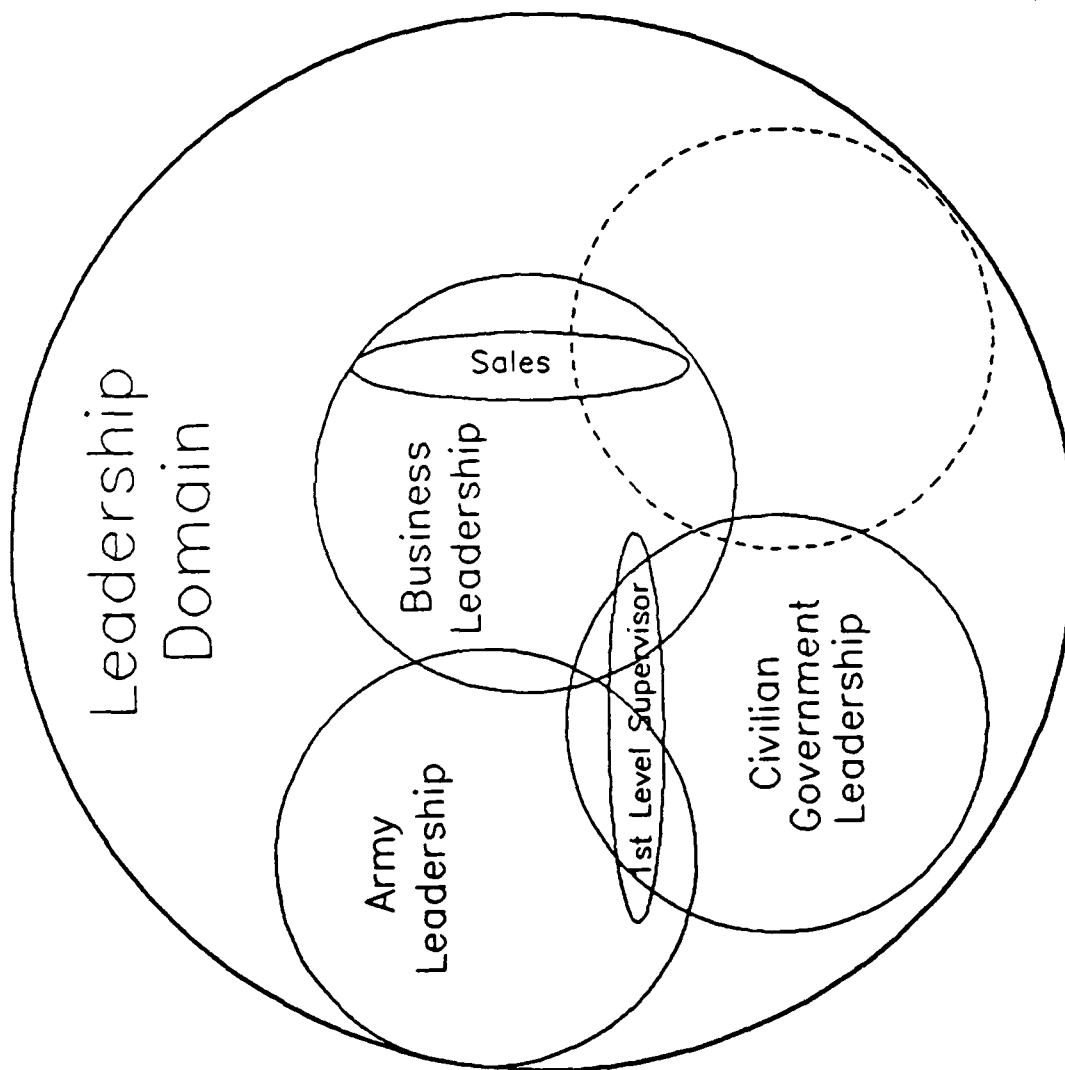 Leadership
Domain
Sales
Business
Leadership
Army
Leadership
1st Level Supervisor
Civilian
Government
Leadership